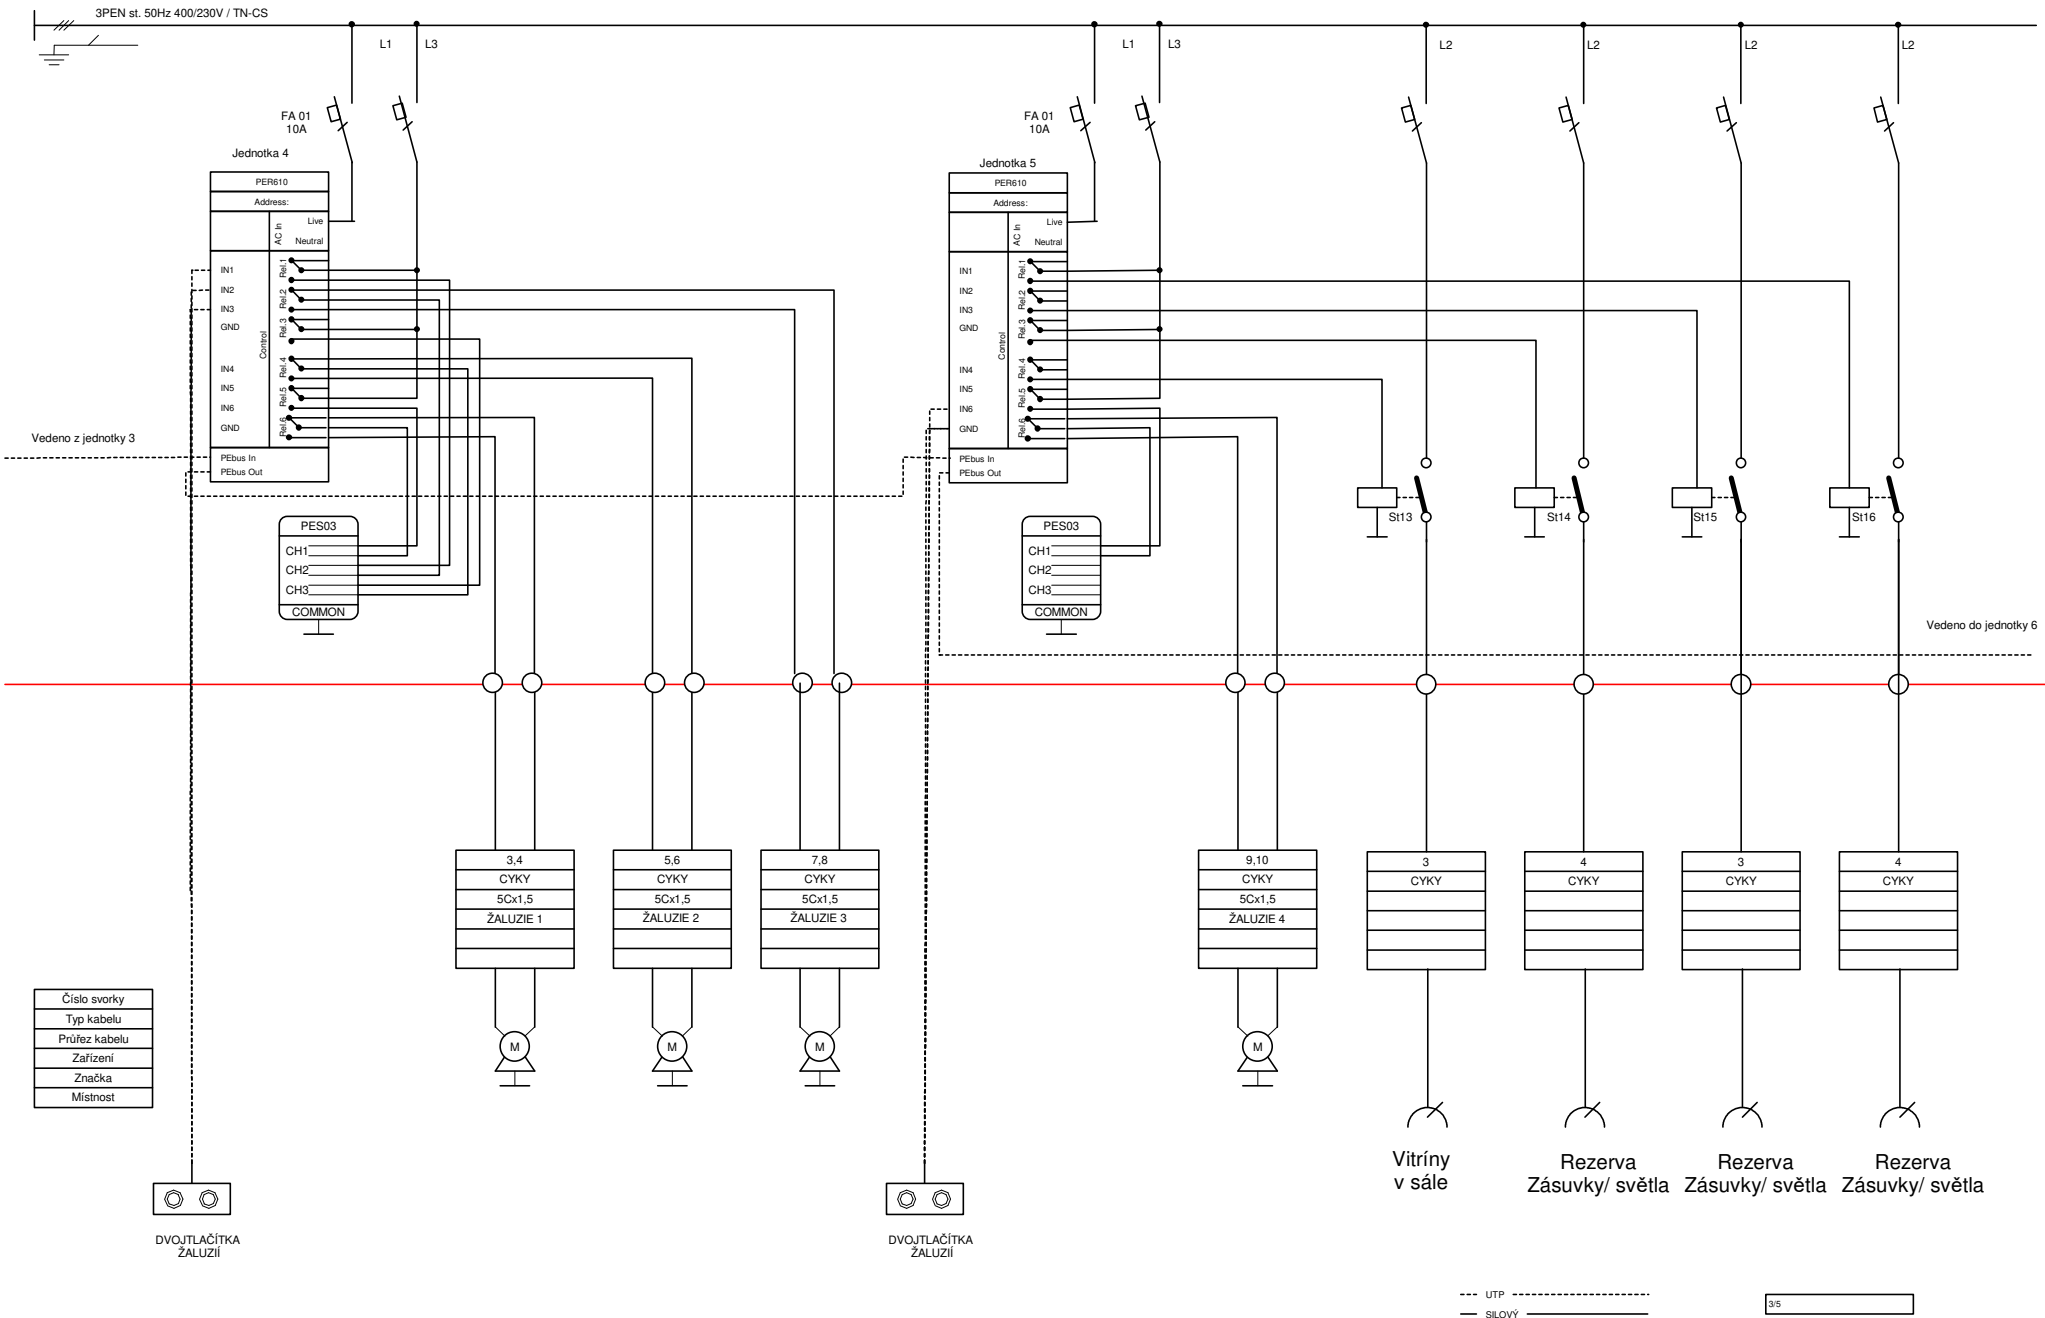 3PEN st. 50Hz 400/230V / TN-CS
L1
L3
L1
L3
L2
L2
L2
L2
FA 01
10A
FA 01
10A
Jednotka 4
PER610
Address:
AC In
Live
Neutral
IN1
IN2
IN3
GND
IN4
IN5
IN6
GND
Control
Rel.1
Rel.2
Rel.3
Rel.4
Rel.5
Rel.6
PEbus In
PEbus Out
Vedeno z jednotky 3
Jednotka 5
PER610
Address:
AC In
Live
Neutral
IN1
IN2
IN3
GND
IN4
IN5
IN6
GND
Control
Rel.1
Rel.2
Rel.3
Rel.4
Rel.5
Rel.6
PEbus In
PEbus Out
PES03
CH1
CH2
CH3
COMMON
PES03
CH1
CH2
CH3
COMMON
St13
St14
St15
St16
Vedeno do jednotky 6
3,4
CYKY
5Cx1,5
ŽALUZIE 1
5,6
CYKY
5Cx1,5
ŽALUZIE 2
7,8
CYKY
5Cx1,5
ŽALUZIE 3
9,10
CYKY
5Cx1,5
ŽALUZIE 4
3
CYKY
4
CYKY
3
CYKY
4
CYKY
Číslo svorky
Typ kabelu
Průřez kabelu
Zařízení
Značka
Místnost
M
M
M
M
Vitríny
v sále
Rezerva
Zásuvky/ světla
Rezerva
Zásuvky/ světla
Rezerva
Zásuvky/ světla
DVOJTLAČÍTKA
ŽALUZIÍ
DVOJTLAČÍTKA
ŽALUZIÍ
UTP
SILOVÝ
3/5